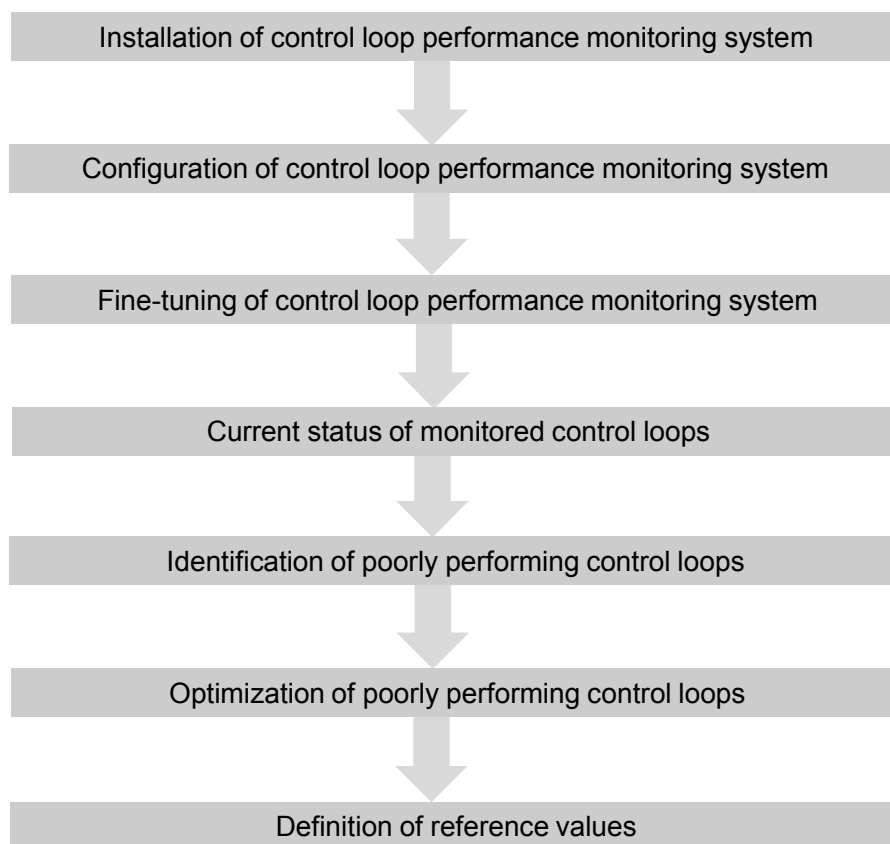 Installation of control loop performance monitoring system
Configuration of control loop performance monitoring system
Fine-tuning of control loop performance monitoring system
Current status of monitored control loops
Identification of poorly performing control loops
Optimization of poorly performing control loops
Definition of reference values